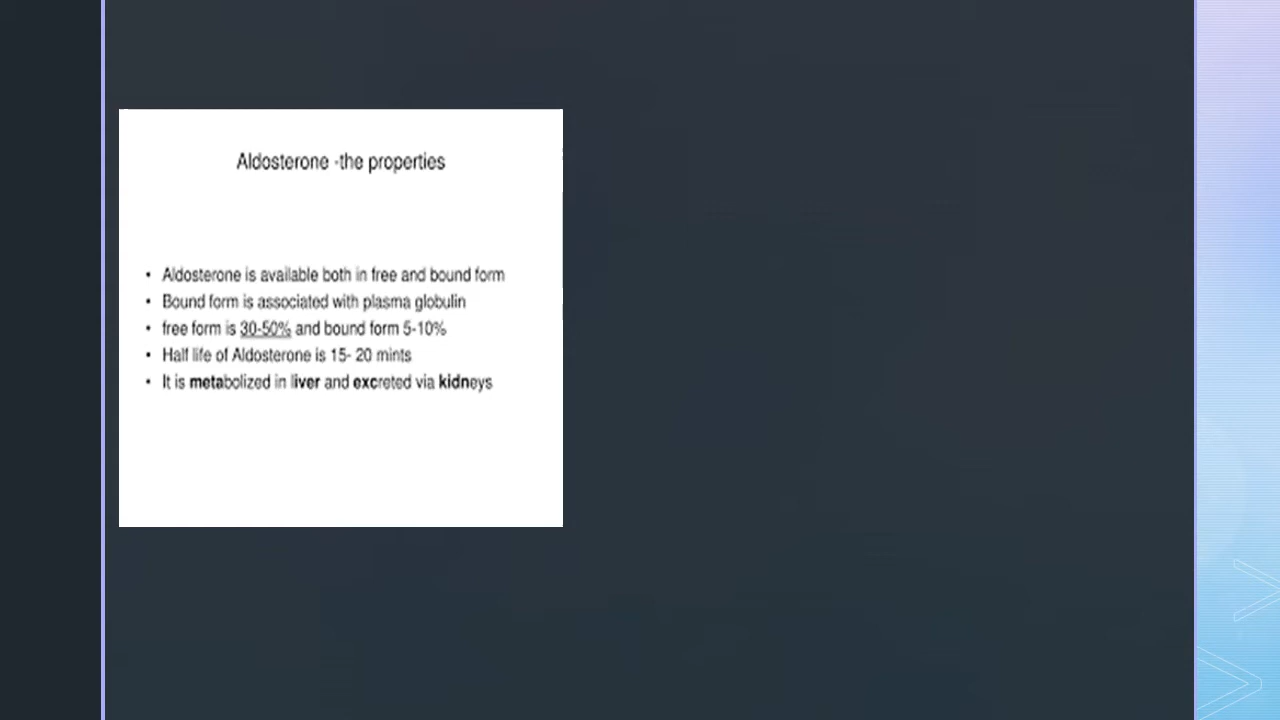 Aldosterone -the properties
• Aldosterone is available both in free and bound form
• Bound form is associated with plasma globulin
• free form is 30-50% and bound form 5-10%
• Half life of Aldosterone is 15- 20 mints
• It is metabolized in liver and excreted via kidneys